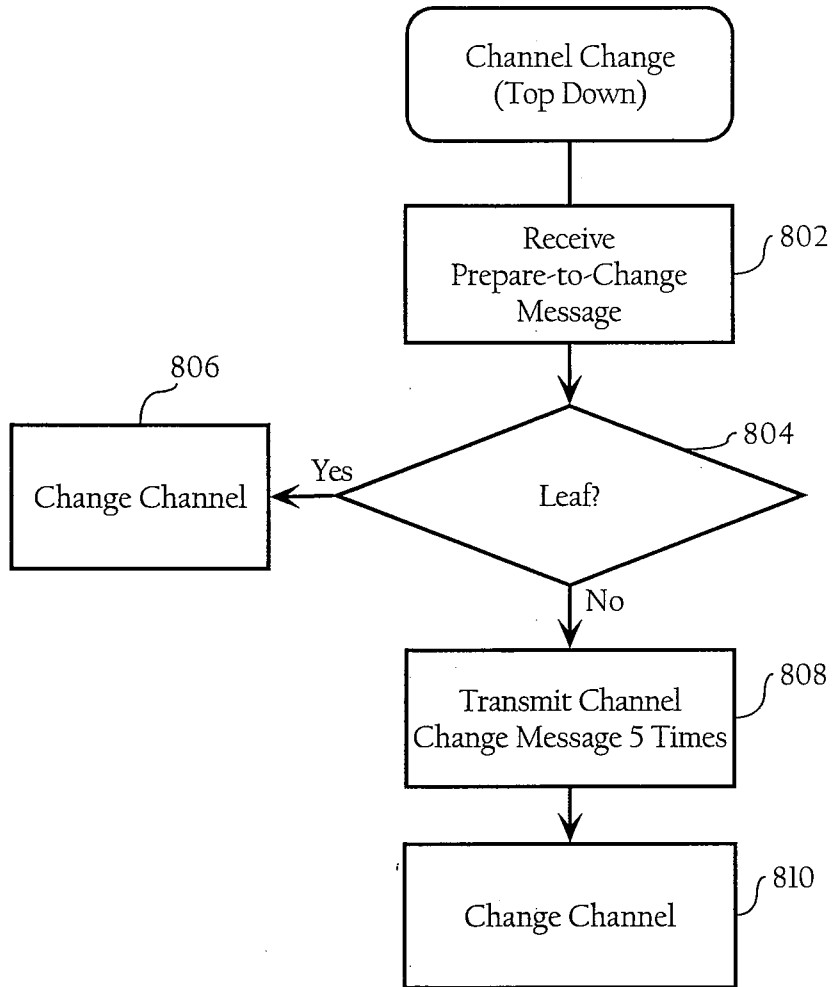 Channel Change
(Top Down)
Receive
Prepare-to-Change
Message
802
806
804
Change Channel
Yes
Leaf?
No
Transmit Channel
Change Message 5 Times
808
Change Channel
810